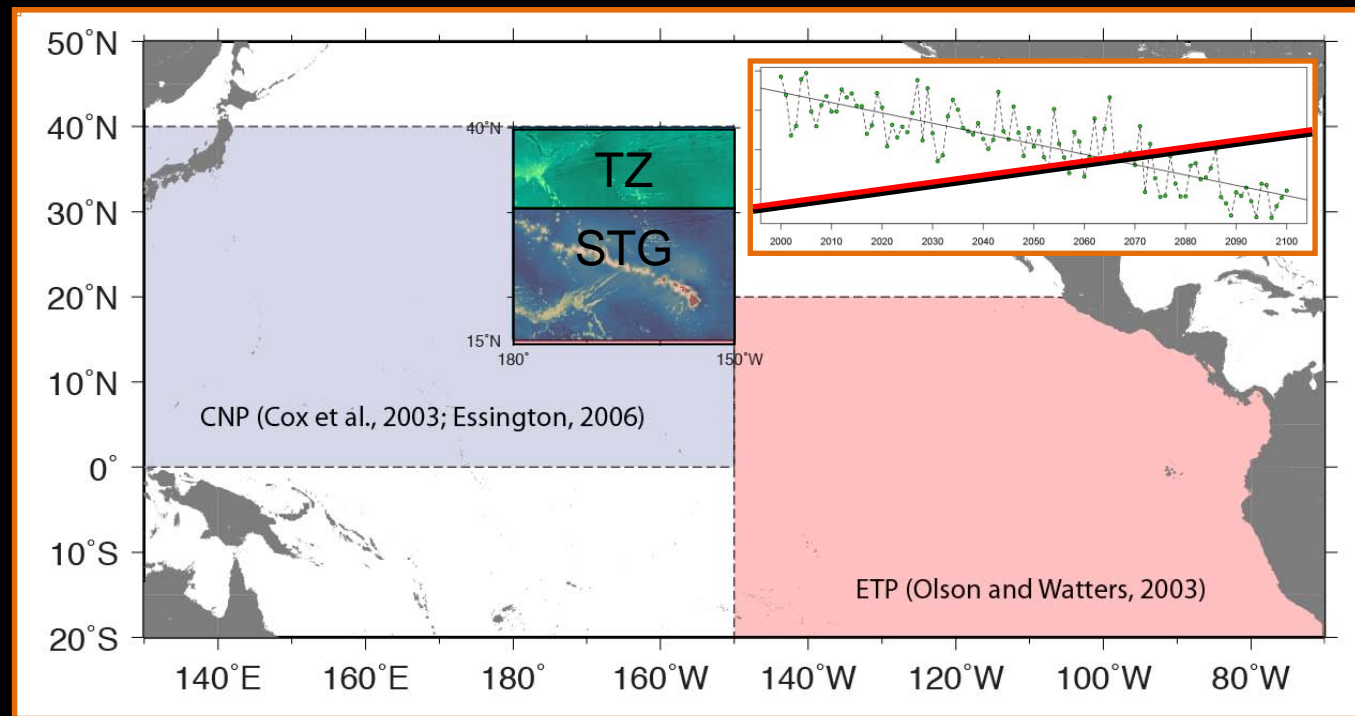 50°N
40°N
30°N
20°N
10°N
0°
10°S
20°S
40°N
TZ
STG
15°N
180°
150°W
2000 2010 2020 2030 2040 2050 2060 2070 2080 2090 2100
CNP (Cox et al., 2003; Essington, 2006)
ETP (Olson and Watters, 2003)
140°E 160°E 180° 160°W 140°W 120°W 100°W 80°W